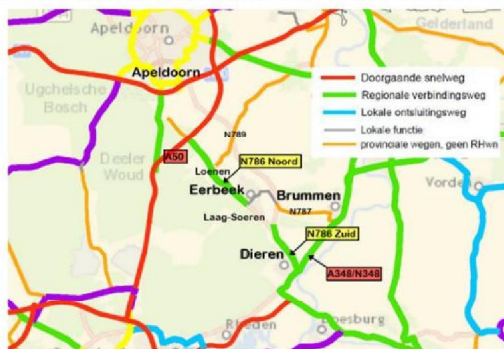 Apeldoorn
Gelderland
Apeldoorn
Ugchelsche
Bosch
Doorgaande snelweg
Regionale verbindingsweg
Lokale ontsluitingsweg
Lokale functie
provinciale wegen, geen RHwn
N789
A50
Deeler
Woud
Loenen
N786 Noord
Eerbeek
Brummen
Vorden
N787
Laag-Soeren
N786 Zuid
Dieren
A348/N348
Rheden
Doesburg